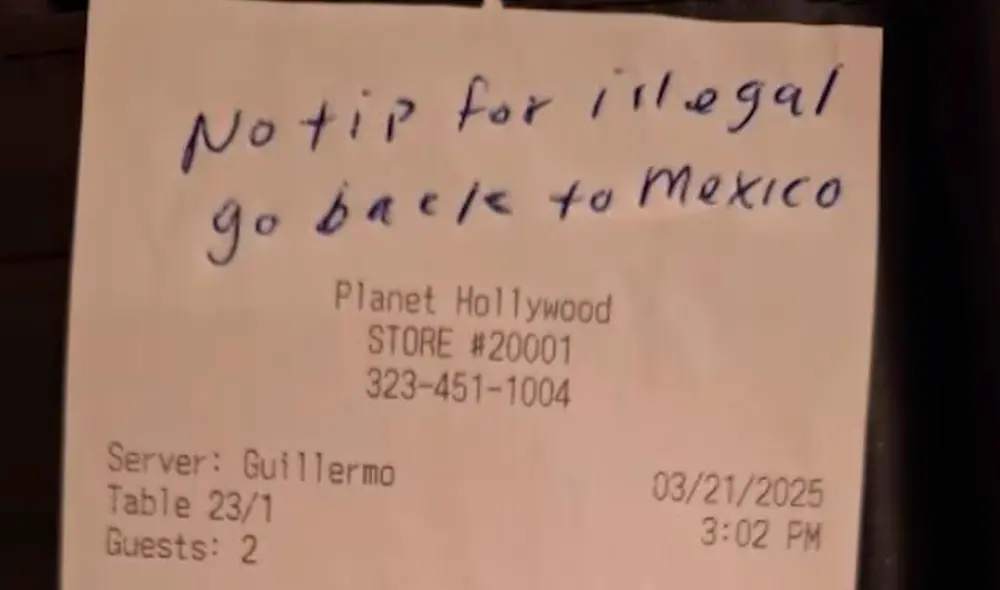 No tip for illegal
go back to Mexico
Planet Hollywood
STORE #20001
323-451-1004
Server: Guillermo
03/21/2025
Table 23/1
3:02 PM
Guests: 2